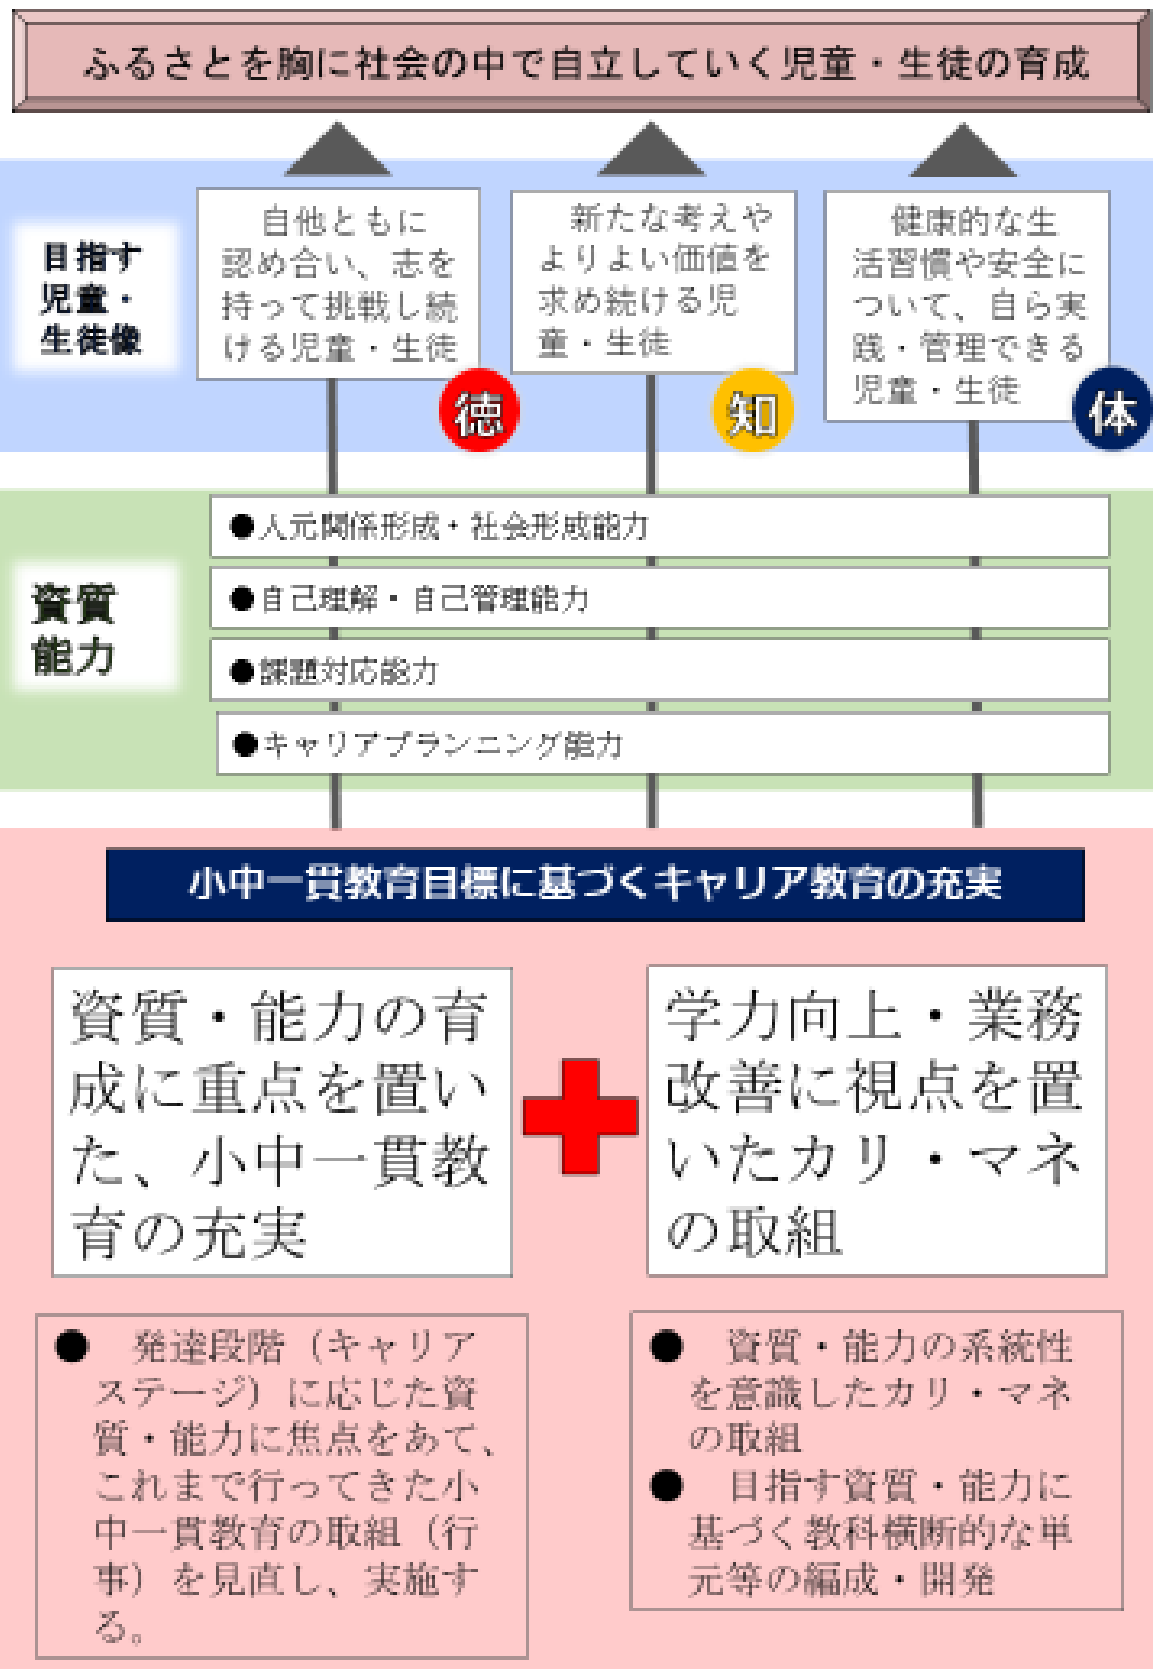 ふるさとを胸に社会の中で自立していく児童・生徒の育成
目指す
児童・
生徒像
自他ともに
認め合い、志を
持って挑戦し続
ける児童・生徒
徳
新たな考えや
よりよい価値を
求め続ける児
童・生徒
知
健康的な生
活習慣や安全に
ついて、自ら実
践・管理できる
児童・生徒
体
資質
能力
●人元関係形成・社会形成能力
●自己理解・自己管理能力
●課題対応能力
●キャリアプランニング能力
小中一貫教育目標に基づくキャリア教育の充実
資質・能力の育
成に重点を置い
た、小中一貫教
育の充実
学力向上・業務
改善に視点を置
いたカリ・マネ
の取組
● 発達段階（キャリア
ステージ）に応じた資
質・能力に焦点をあて、
これまで行ってきた小
中一貫教育の取組（行
事）を見直し、実施す
る。
● 資質・能力の系統性
を意識したカリ・マネ
の取組
● 目指す資質・能力に
基づく教科横断的な単
元等の編成・開発